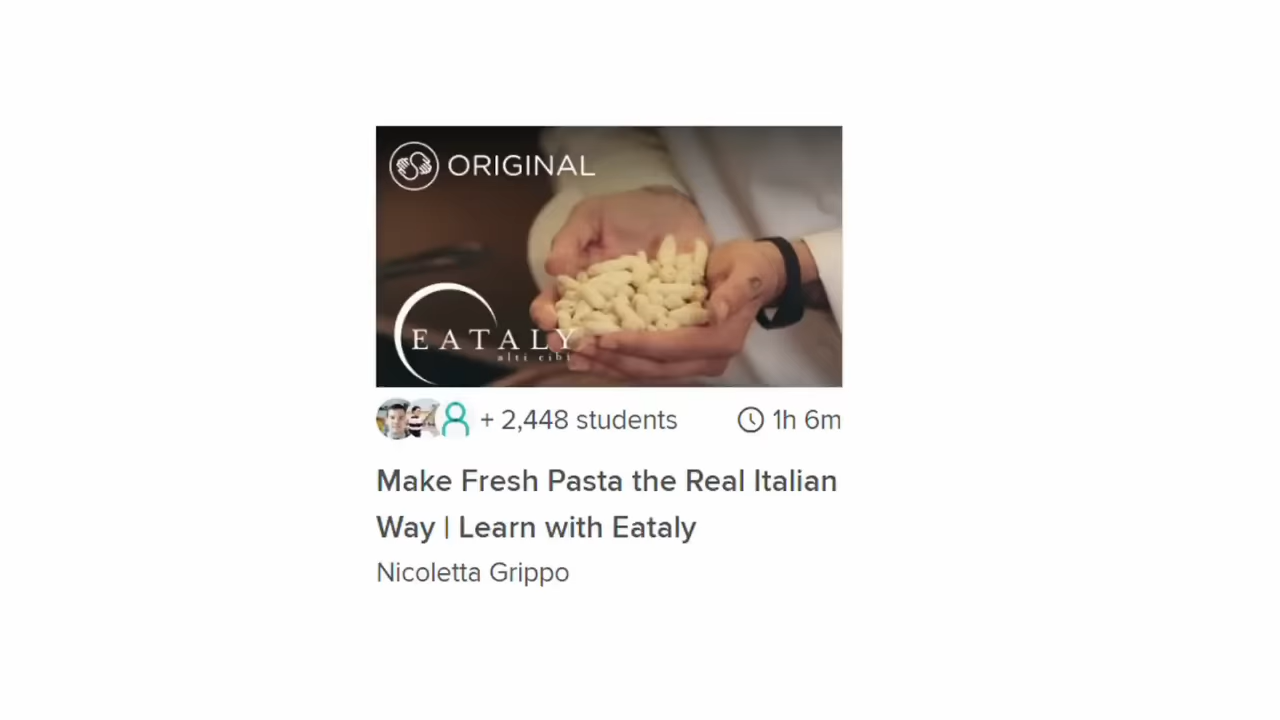 ORIGINAL
EATALY
alti cibi
+ 2,448 students
1h 6m
Make Fresh Pasta the Real Italian
Way | Learn with Eataly
Nicoletta Grippo